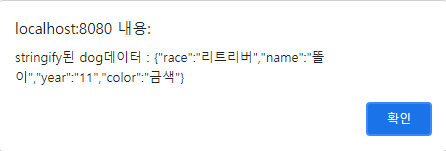 localhost:8080 내용:
stringify된 dog데이터 : {"race":"리트리버","name":"똘
이","year":"11","color":"금색"}
확인